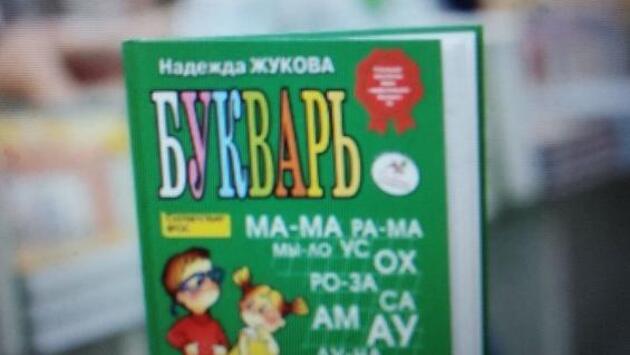 Надежда ЖУКОВА
БУКВАРЬ
МА-МА РА-МА
МЫ-ЛО УС ОХ
РО-ЗА СА
АМ АУ